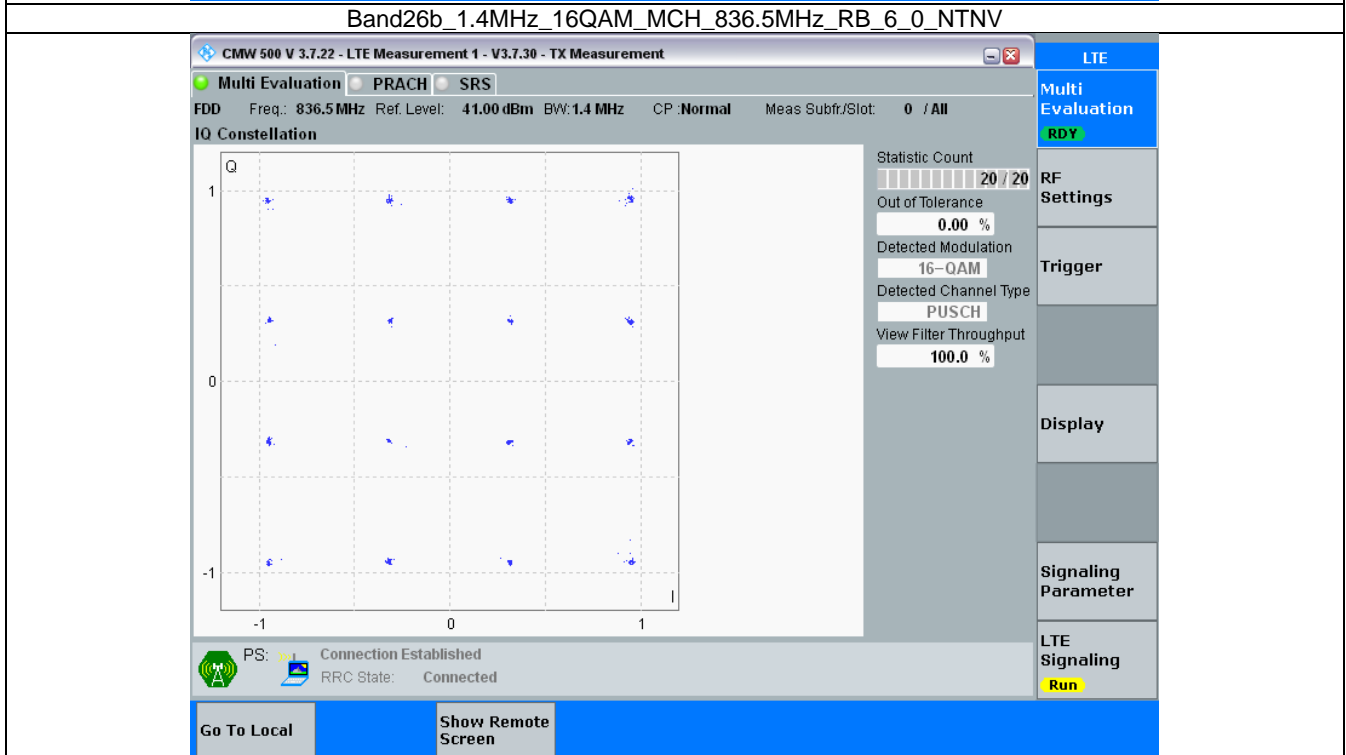 Band26b_1.4MHz_16QAM_MCH_836.5MHz_RB_6_0_NTNV
CMW 500 V 3.7.22 - LTE Measurement 1 - V3.7.30 - TX Measurement
LTE
Multi Evaluation PRACH SRS
Multi
Evaluation
RDY
FDD Freq.: 836.5 MHz Ref. Level: 41.00 dBm BW: 1.4 MHz CP :Normal Meas Subfr./Slot: 0 / All
IQ Constellation
Q
1
0
-1
-1 0 1
I
Statistic Count
20 / 20
Out of Tolerance
0.00 %
Detected Modulation
16-QAM
Detected Channel Type
PUSCH
View Filter Throughput
100.0 %
RF
Settings
Trigger
Display
Signaling
Parameter
LTE
Signaling
Run
PS: Connection Established
RRC State: Connected
Go To Local
Show Remote
Screen